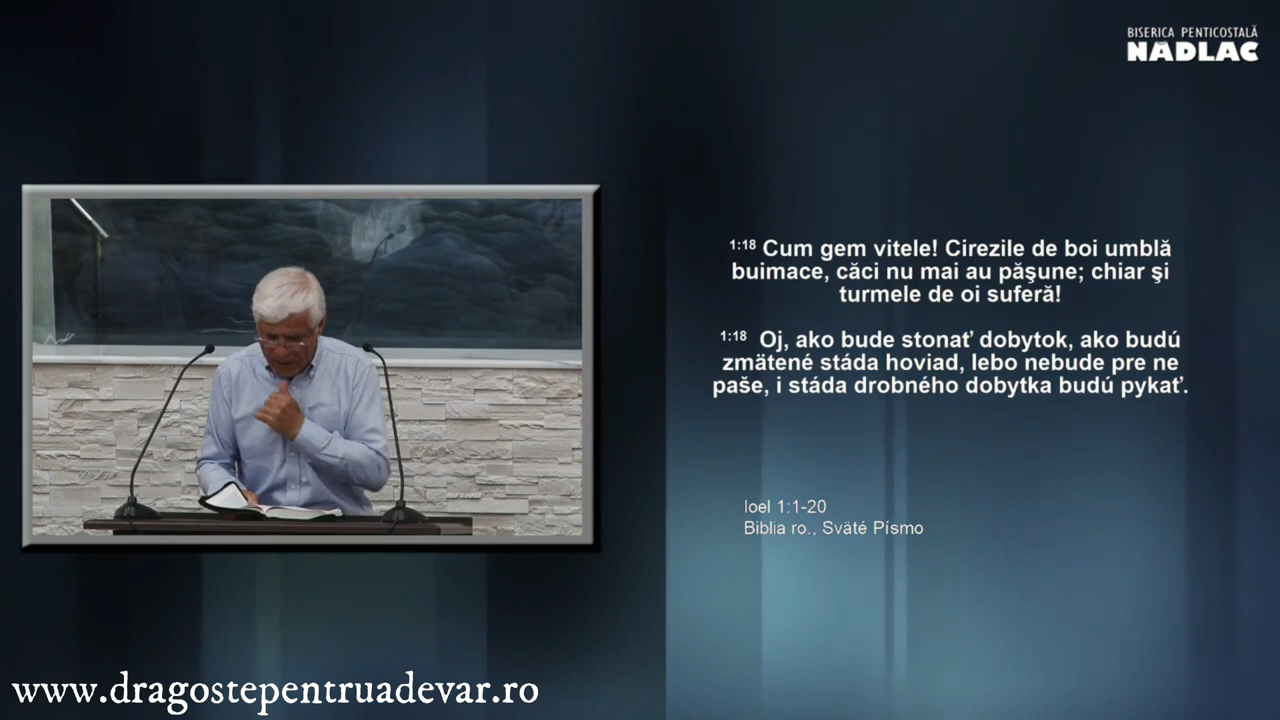 BISERICA PENTICOSTALĂ
NĂDLAC
1:18 Cum gem vitele! Cirezile de boi umblă
buimace, căci nu mai au păşune; chiar şi
turmele de oi suferă!
1:18 Oj, ako bude stonať dobytok, ako budú
zmätené stáda hoviad, lebo nebude pre ne
paše, i stáda drobného dobytka budú pykať.
Ioel 1:1-20
Biblia ro., Sväté Písmo
www.dragostepentruadevar.ro